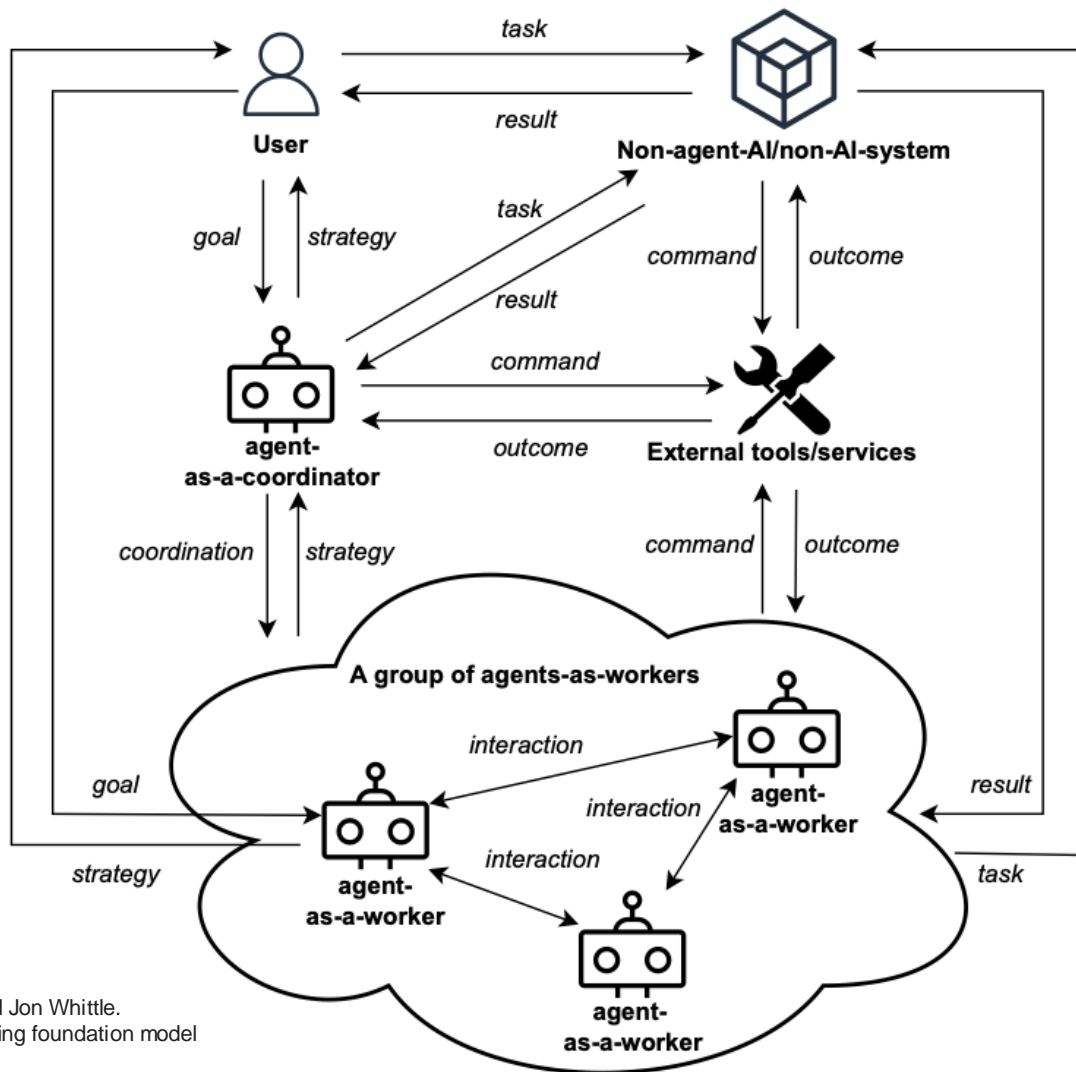 task
result
User
Non-agent-AI/non-AI-system
task
goal
strategy
command
outcome
result
command
outcome
agent-
as-a-coordinator
External tools/services
coordination
strategy
command
outcome
A group of agents-as-workers
interaction
goal
interaction
agent-
as-a-worker
result
interaction
strategy
agent-
as-a-worker
task
agent-
as-a-worker
l Jon Whittle.
ing foundation model